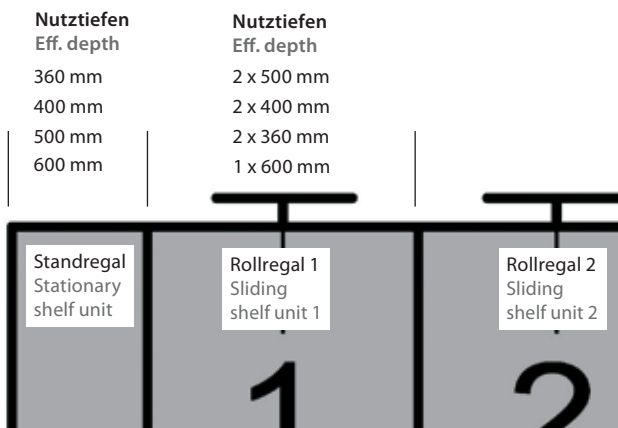 Nutztiefen
Eff. depth
360 mm
400 mm
500 mm
600 mm
Nutztiefen
Eff. depth
2 x 500 mm
2 x 400 mm
2 x 360 mm
1 x 600 mm
Standregal
Stationary
shelf unit
Rollregal 1
Sliding
shelf unit 1
Rollregal 2
Sliding
shelf unit 2
1
2